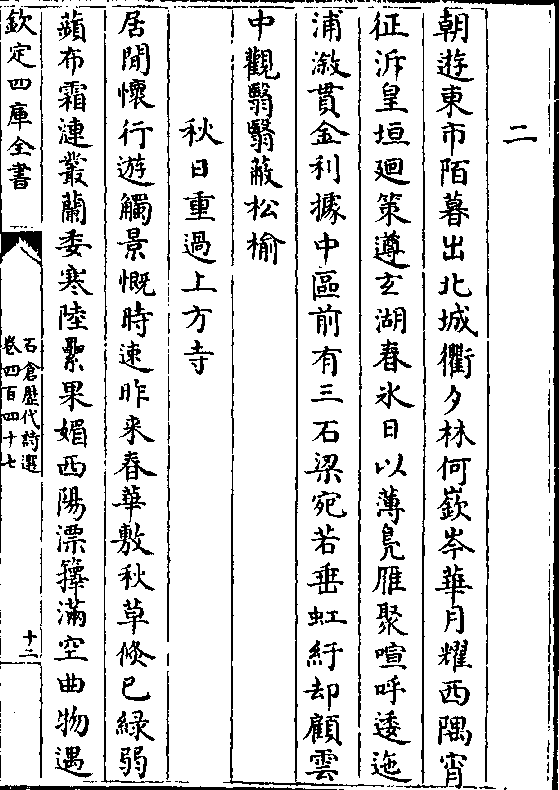 二
朝遊東市陌暮出北城衢夕林何嶔岑華月耀西隅宵
征泝皇垣廻策遵玄湖春氷日以薄鳧雁聚喧呼逶迤
浦漵貫金利據中區前有三石梁宛若垂虹紆却顧雲
中觀翳翳蔽松榆
秋日重過上方寺
居閒懷行遊觸景慨時速昨来春華敷秋草倏已綠弱
蘋布霜漣叢蘭委寒陸纍果媚西陽漂籜滿空曲物遇
欽定四庫全書
石倉歷代詩選
卷四百四十七
十二